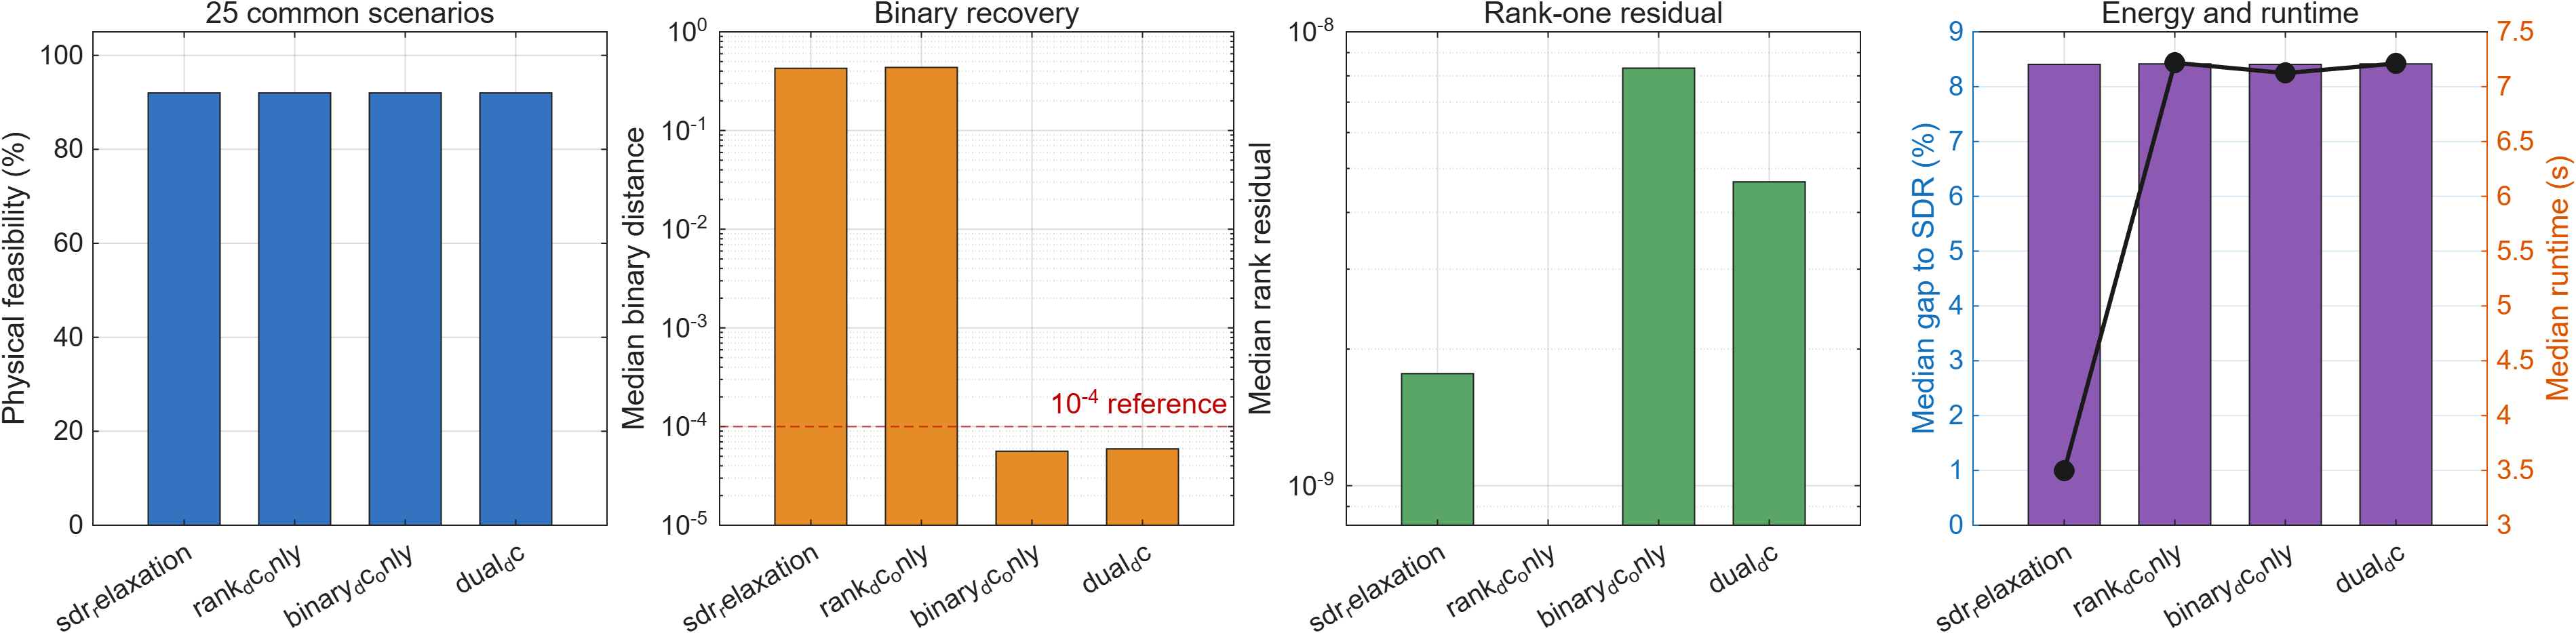 25 common scenarios
Physical feasibility (%)
100
80
60
40
20
0
sdrrelaxation
rankdconly
binarydconly
dualdc
Binary recovery
Median binary distance
10^0
10^-1
10^-2
10^-3
10^-4
10^-5
10^-4 reference
sdrrelaxation
rankdconly
binarydconly
dualdc
Rank-one residual
Median rank residual
10^-8
10^-9
sdrrelaxation
rankdconly
binarydconly
dualdc
Energy and runtime
Median gap to SDR (%)
9
8
7
6
5
4
3
2
1
0
7.5
7
6.5
6
5.5
5
4.5
4
3.5
3
Median runtime (s)
sdrrelaxation
rankdconly
binarydconly
dualdc